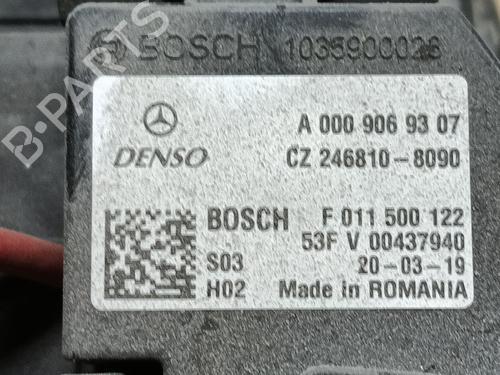 BOSCH 1035900026
A 000 906 93 07
DENSO CZ 246810-8090
BOSCH F 011 500 122
53F V 00437940
S03 20-03-19
H02 Made in ROMANIA